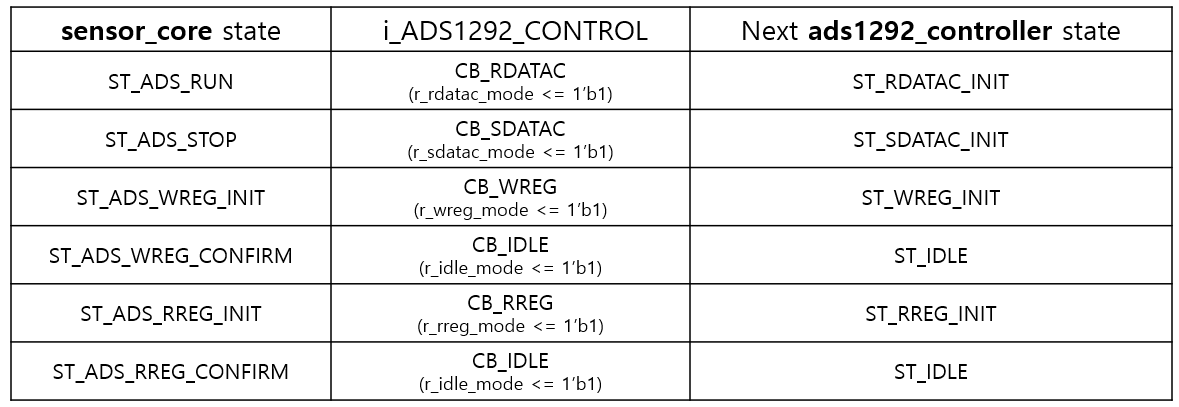 sensor_core state
i_ADS1292_CONTROL
Next ads1292_controller state
ST_ADS_RUN
CB_RDATAC
(r_rdatac_mode <= 1’b1)
ST_RDATAC_INIT
ST_ADS_STOP
CB_SDATAC
(r_sdatac_mode <= 1’b1)
ST_SDATAC_INIT
ST_ADS_WREG_INIT
CB_WREG
(r_wreg_mode <= 1’b1)
ST_WREG_INIT
ST_ADS_WREG_CONFIRM
CB_IDLE
(r_idle_mode <= 1’b1)
ST_IDLE
ST_ADS_RREG_INIT
CB_RREG
(r_rreg_mode <= 1’b1)
ST_RREG_INIT
ST_ADS_RREG_CONFIRM
CB_IDLE
(r_idle_mode <= 1’b1)
ST_IDLE